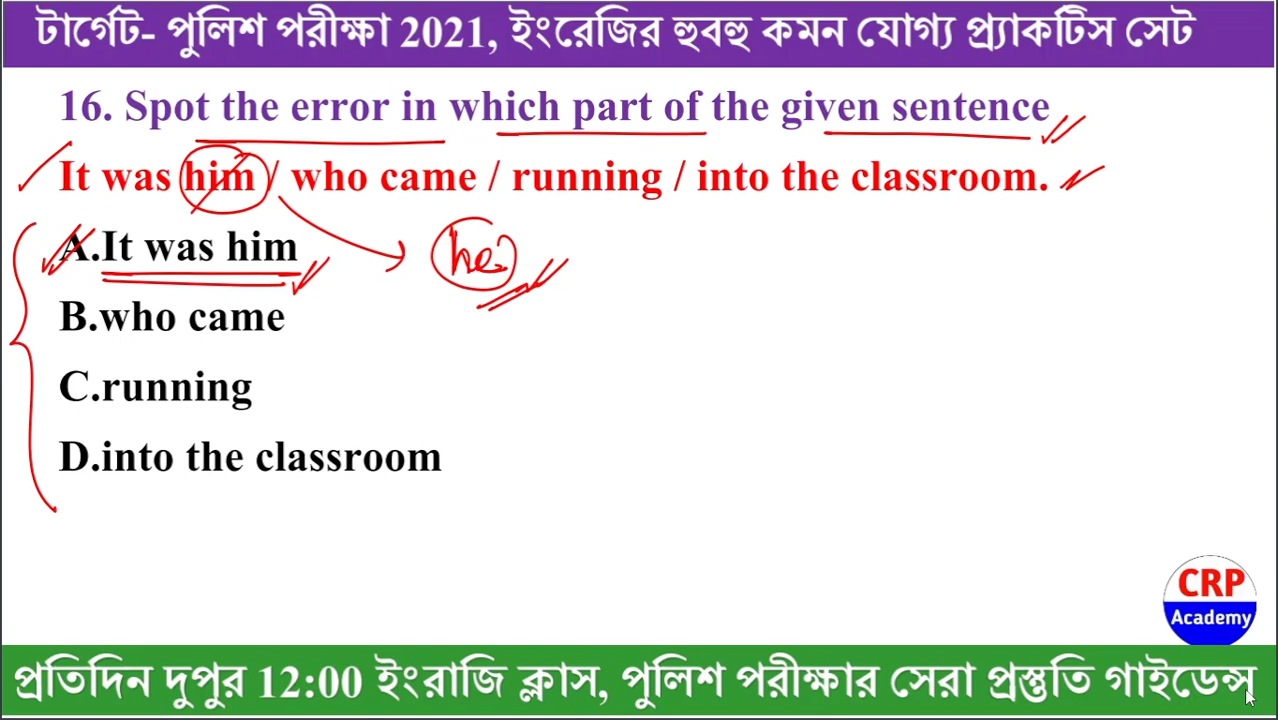 টার্গেট- পুলিশ পরীক্ষা 2021, ইংরেজির হুবহু কমন যোগ্য প্র্যাকটিস সেট
16. Spot the error in which part of the given sentence
It was him / who came / running / into the classroom.
A.It was him
he
B.who came
C.running
D.into the classroom
CRP
Academy
প্রতিদিন দুপুর 12:00 ইংরাজি ক্লাস, পুলিশ পরীক্ষার সেরা প্রস্তুতি গাইডেন্স